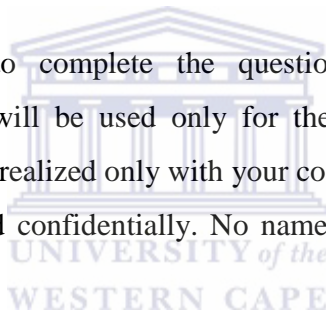 o complete the questio
will be used only for the
realized only with your co
d confidentially. No name
UNIVERSITY of the
WESTERN CAPE